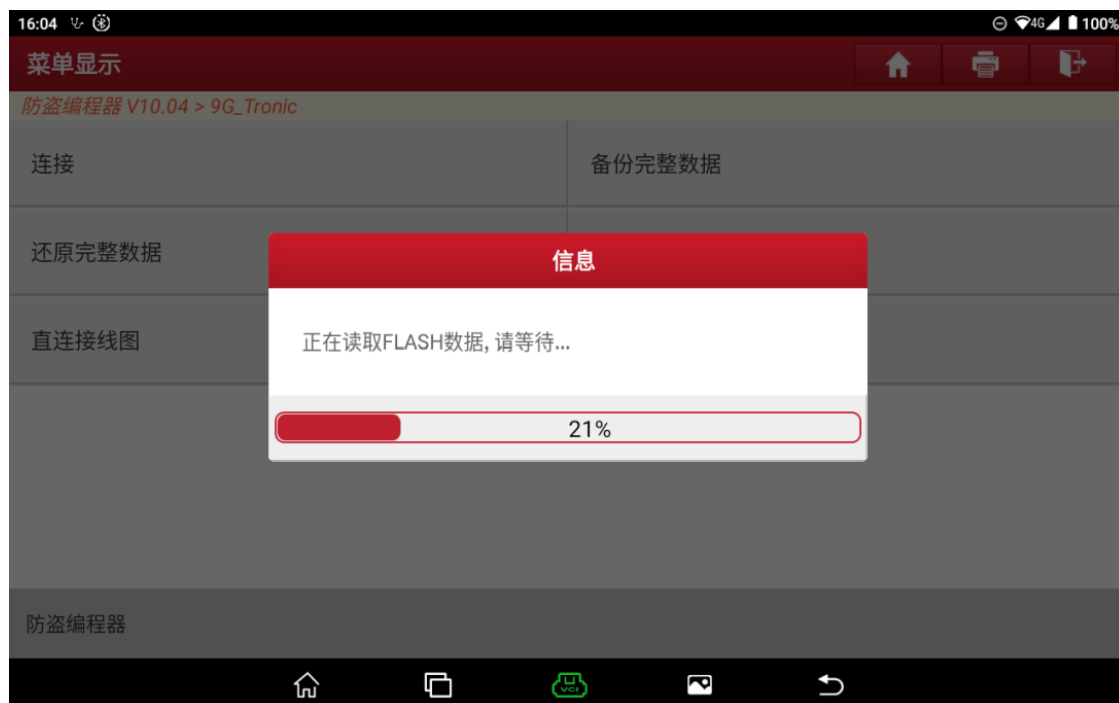 16:04 4G 100%
菜单显示
防盗编程器 V10.04 > 9G_Tronic
连接 备份完整数据
还原完整数据
信息
直连接线图
正在读取FLASH数据, 请等待...
21%
防盗编程器
VCI